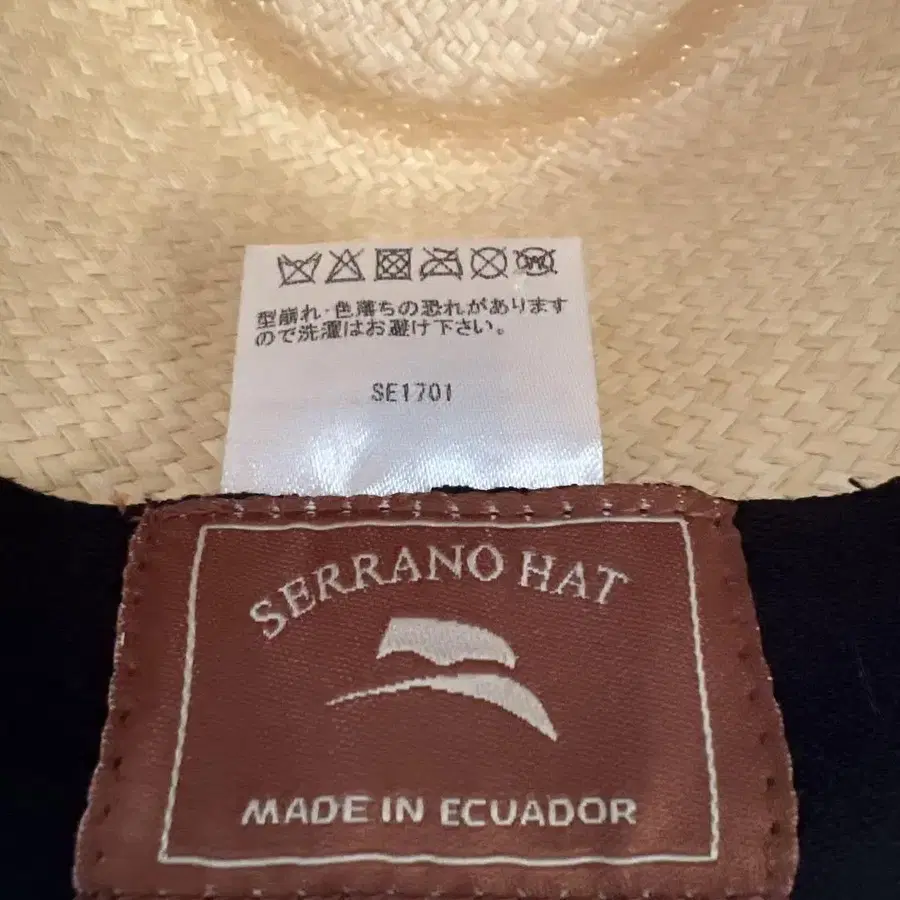 型崩れ・色落ちの恐れがあります
ので洗濯はお避け下さい。
SE1701
SERRANO HAT
MADE IN ECUADOR